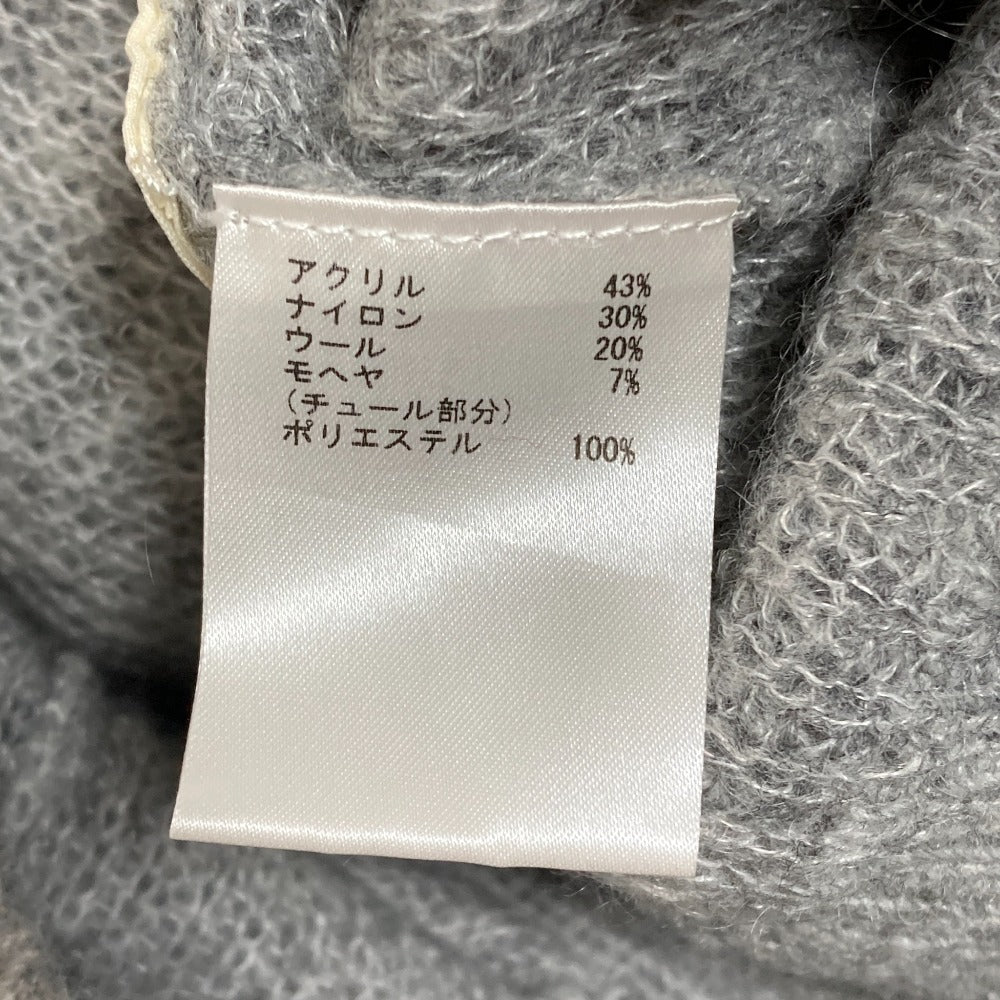 アクリル 43%
ナイロン 30%
ウール 20%
モヘヤ 7%
(チュール部分)
ポリエステル 100%